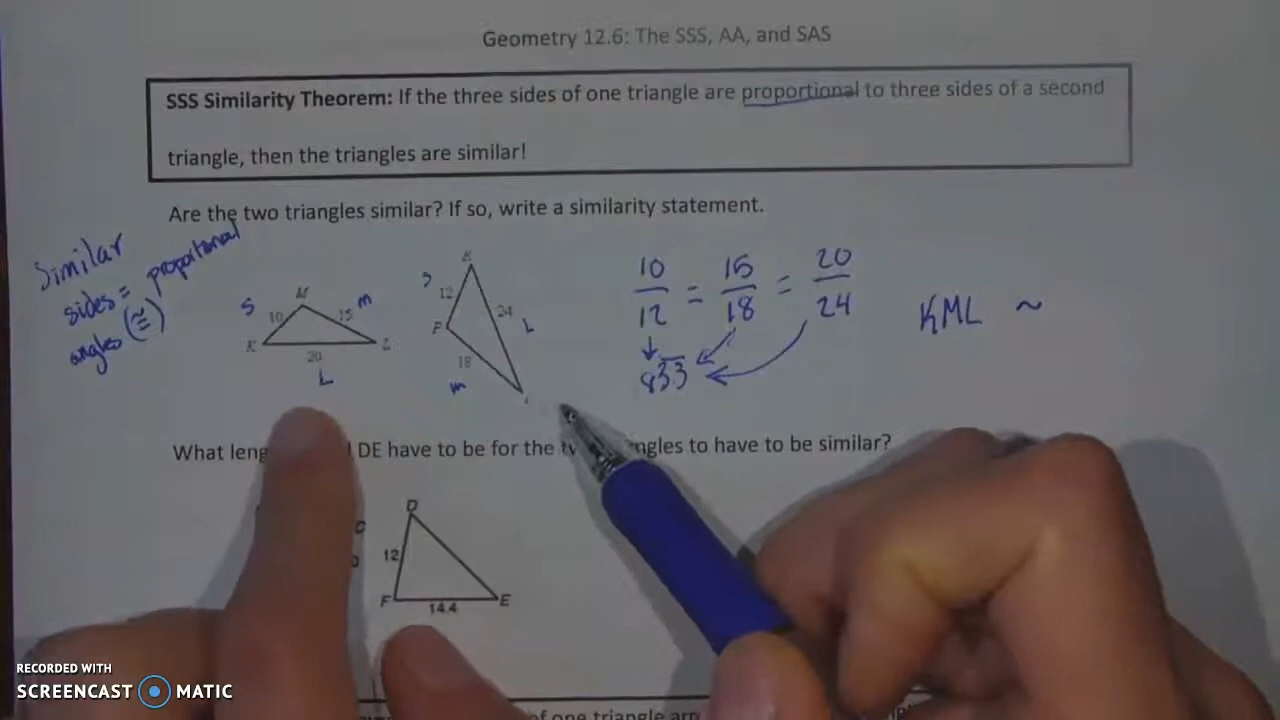 Geometry 12.6: The SSS, AA, and SAS
SSS Similarity Theorem: If the three sides of one triangle are proportional to three sides of a second
triangle, then the triangles are similar!
Are the two triangles similar? If so, write a similarity statement.
Similar
sides = proportional
angles (≅)
S 10 M 15 m
K 20 L
L
12 24 L
18
m
10/12 = 15/18 = 20/24
.8333
KML ~
What DE have to be for the to have to be similar?
D
12
F 14.4 E
of one triangle
RECORDED WITH
SCREENCAST MATIC